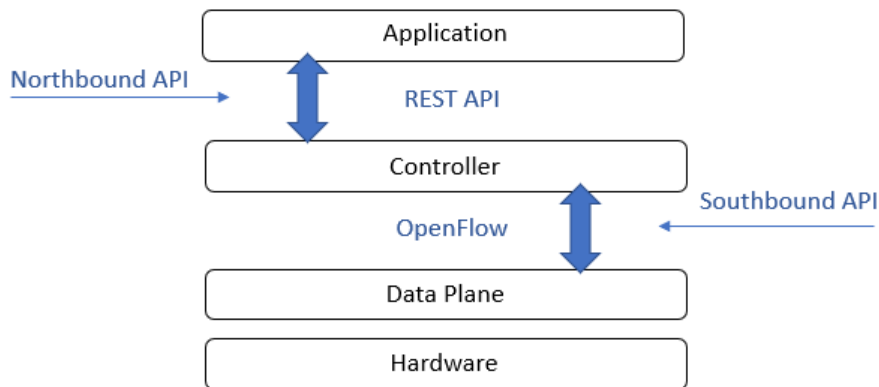 Application
Northbound API
REST API
Controller
Southbound API
OpenFlow
Data Plane
Hardware